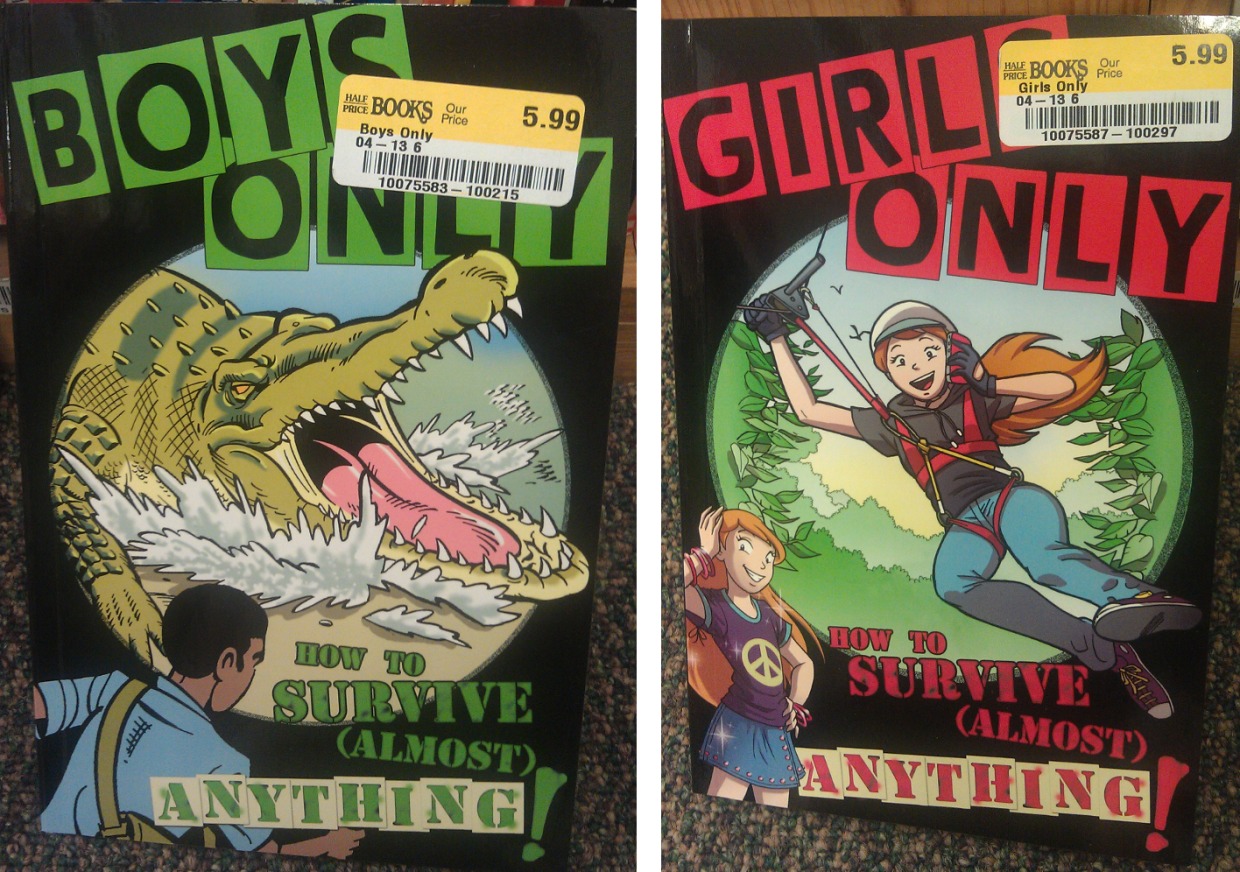 BOYS
ONLY
HALF
PRICE BOOKS Our
Price 5.99
Boys Only
04-13 6
10075583-100215
HOW TO
SURVIVE
(ALMOST)
ANYTHING!
GIRLS
ONLY
HALF
PRICE BOOKS Our
Price 5.99
Girls Only
04-13 6
10075587-100297
HOW TO
SURVIVE
(ALMOST)
ANYTHING!